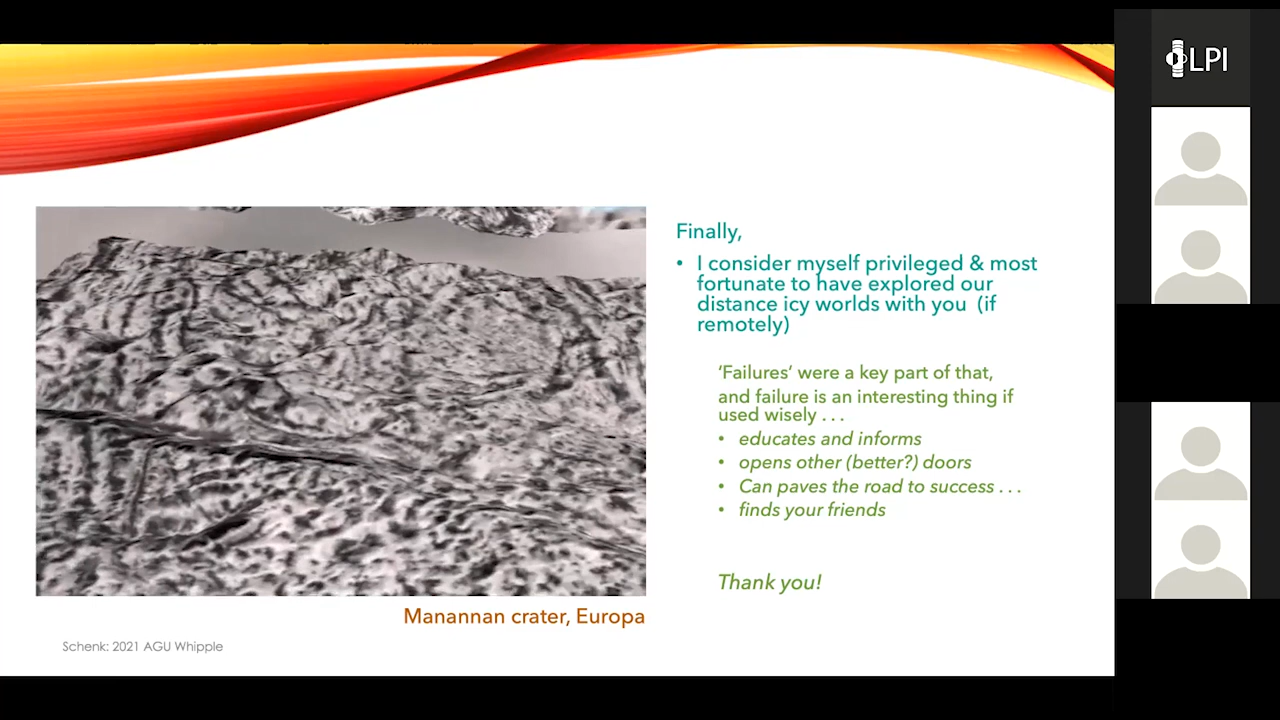 LPI
Finally,
• I consider myself privileged & most
fortunate to have explored our
distance icy worlds with you (if
remotely)
‘Failures’ were a key part of that,
and failure is an interesting thing if
used wisely . . .
• educates and informs
• opens other (better?) doors
• Can paves the road to success . . .
• finds your friends
Thank you!
Manannan crater, Europa
Schenk: 2021 AGU Whipple